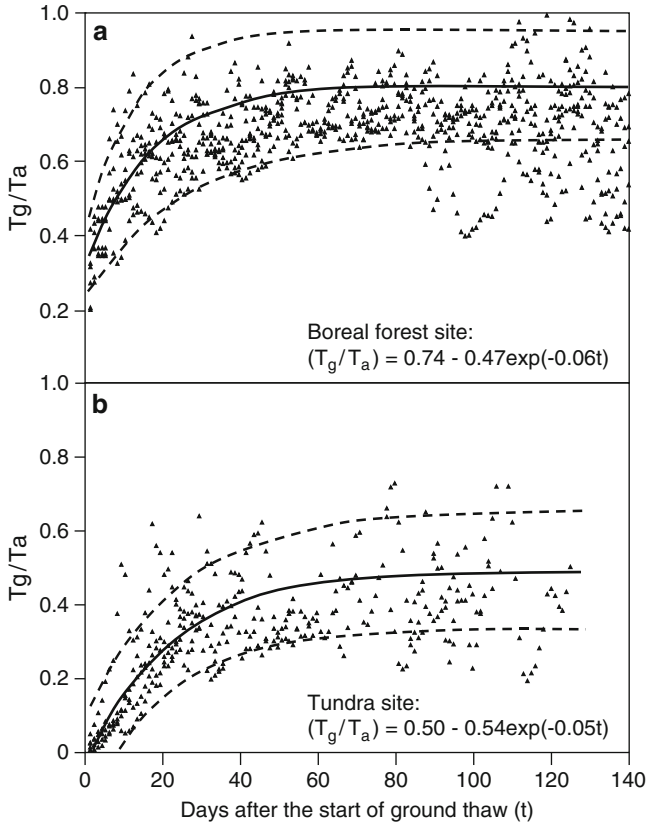 1.0
a
0.8
0.6
0.4
0.2
Tg/Ta
Boreal forest site:
(Tg/Ta) = 0.74 - 0.47exp(-0.06t)
1.0
b
0.8
0.6
0.4
0.2
0
Tg/Ta
Tundra site:
(Tg/Ta) = 0.50 - 0.54exp(-0.05t)
0 20 40 60 80 100 120 140
Days after the start of ground thaw (t)